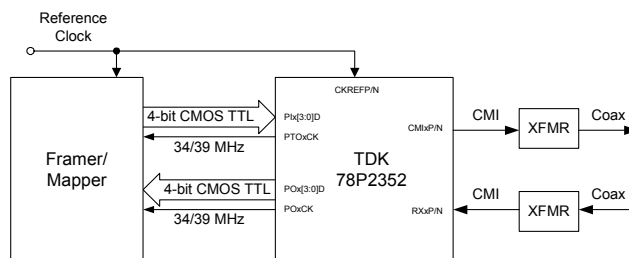 Reference
Clock
CKREFP/N
4-bit CMOS TTL
PIx[3:0]D
34/39 MHz
PTOxCK
Framer/
Mapper
4-bit CMOS TTL
POx[3:0]D
34/39 MHz
POxCK
TDK
78P2352
CMIxP/N
CMI
XFMR
Coax
RXxP/N
CMI
XFMR
Coax